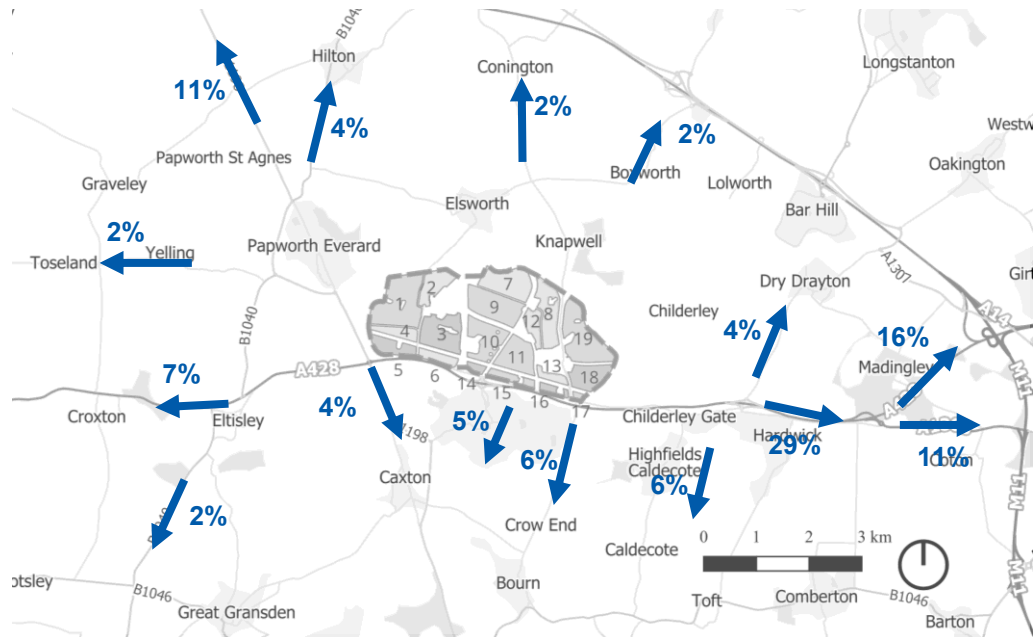 B1040
Hilton
Conington
Longstanton
11%
4%
2%
2%
Papworth St Agnes
Graveley
Boxworth
Lolworth
Oakington
Elsworth
Bar Hill
2%
Yelling
Toseland
Papworth Everard
Knapwell
A1307
Dry Drayton
B1040
1
2
7
9
8
12
19
4
3
10
11
13
18
5
6
14
15
16
17
Childerley
4%
16%
A14
M11
Madingley
7%
A428
Croxton
Eltisley
4%
5%
6%
Caxton
Childerley Gate
Hardwick
29%
11%
Coton
Highfields
Caldecote
6%
M11
2%
Crow End
Caldecote
0 1 2 3 km
Bourn
B1046
Great Gransden
Toft
Comberton
B1046
Barton
M11